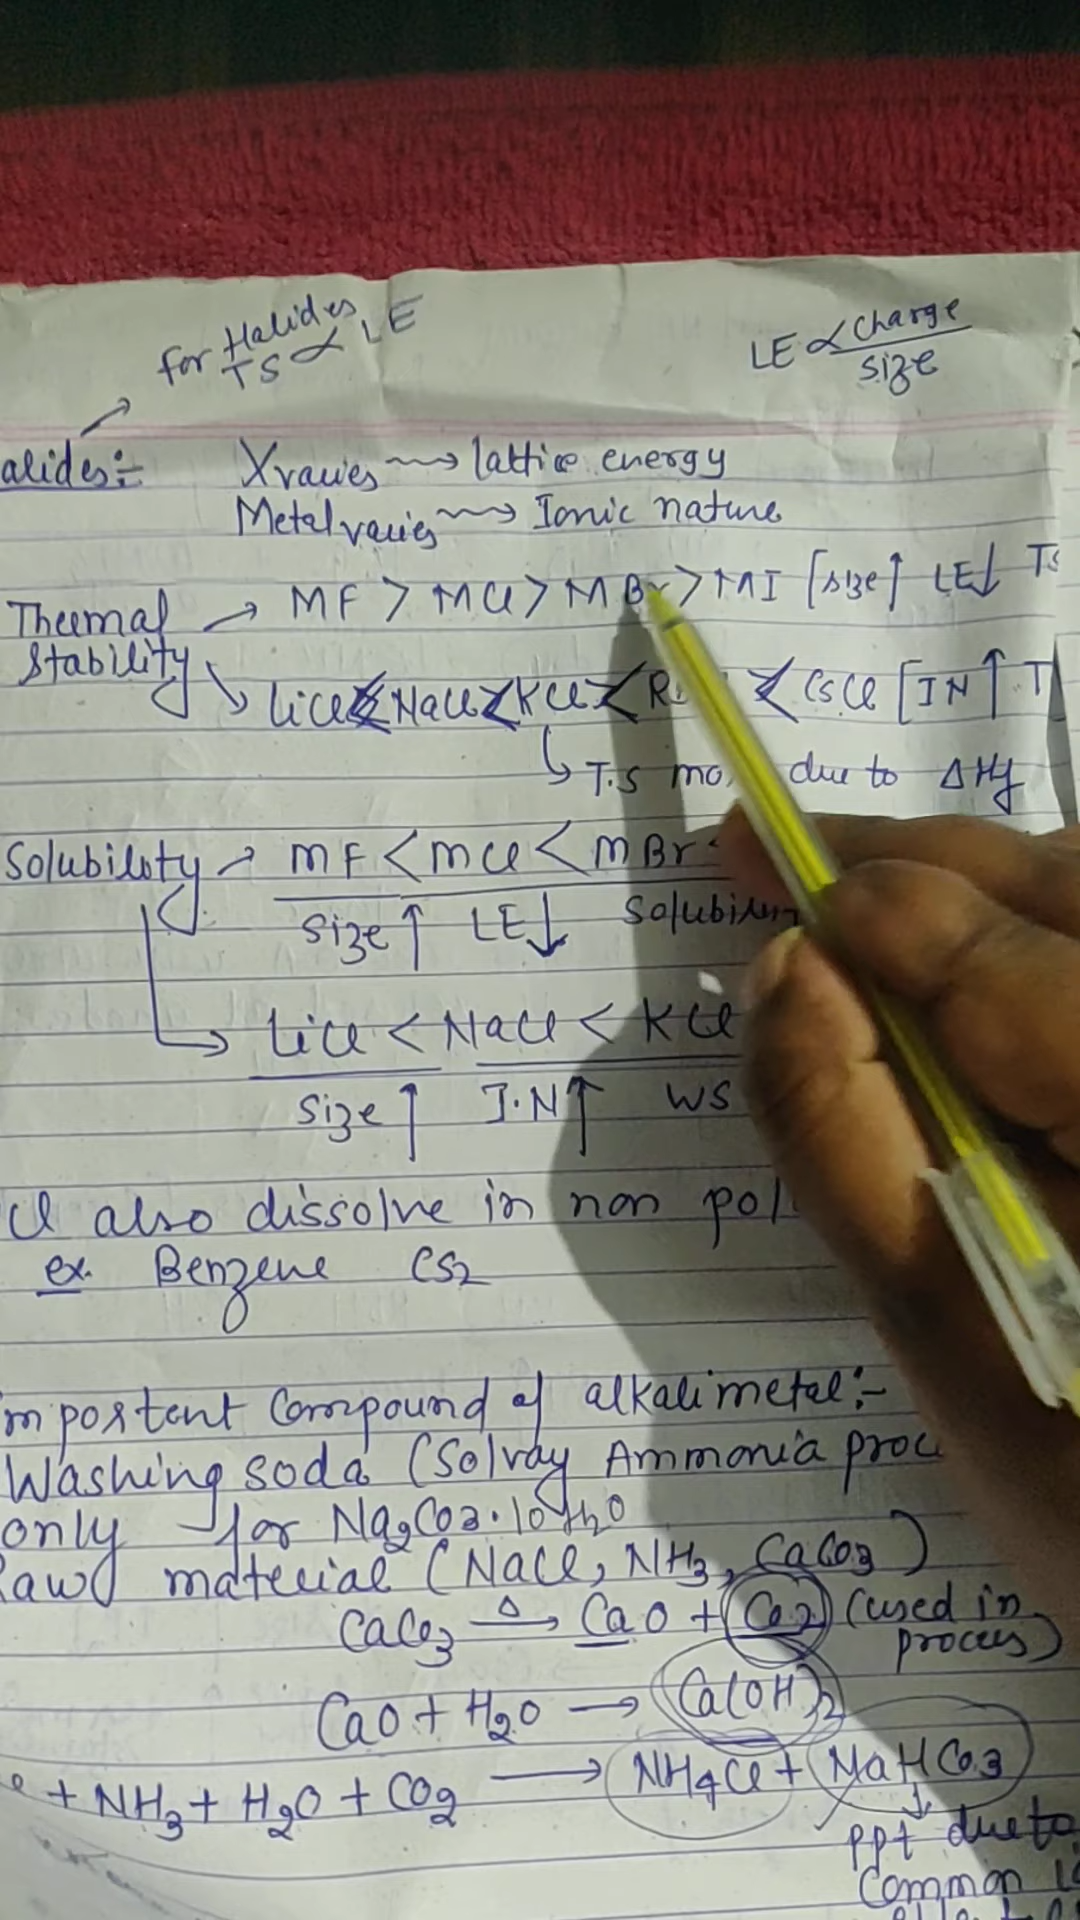 for Halides
TS ∝ LE
LE ∝ Charge/size
alides:-
X varies ⟿ lattice energy
Metal varies ⟿ Ionic nature
Thermal stability → MF > MCl > MBr > MI [size↑ LE↓ TS
↘ LiCl < NaCl < KCl < R < CsCl [IN↑ T
↳ T.S mo due to ΔHf
Solubility → MF < MCl < MBr <
size↑ LE↓ Solubili
→ LiCl < NaCl < KCl
size↑ I.N↑ WS
Cl also dissolve in non pol
ex. Benzene CS2
mportent Compound of alkali metal:-
Washing soda (Solvay Ammonia proc
only for Na2CO3·10H2O
Raw material (NaCl, NH3, CaCO3)
CaCO3 —Δ→ CaO + CO2 (used in process)
CaO + H2O → Ca(OH)2
+ NH3 + H2O + CO2 → NH4Cl + NaHCO3
↓
ppt due to
Common